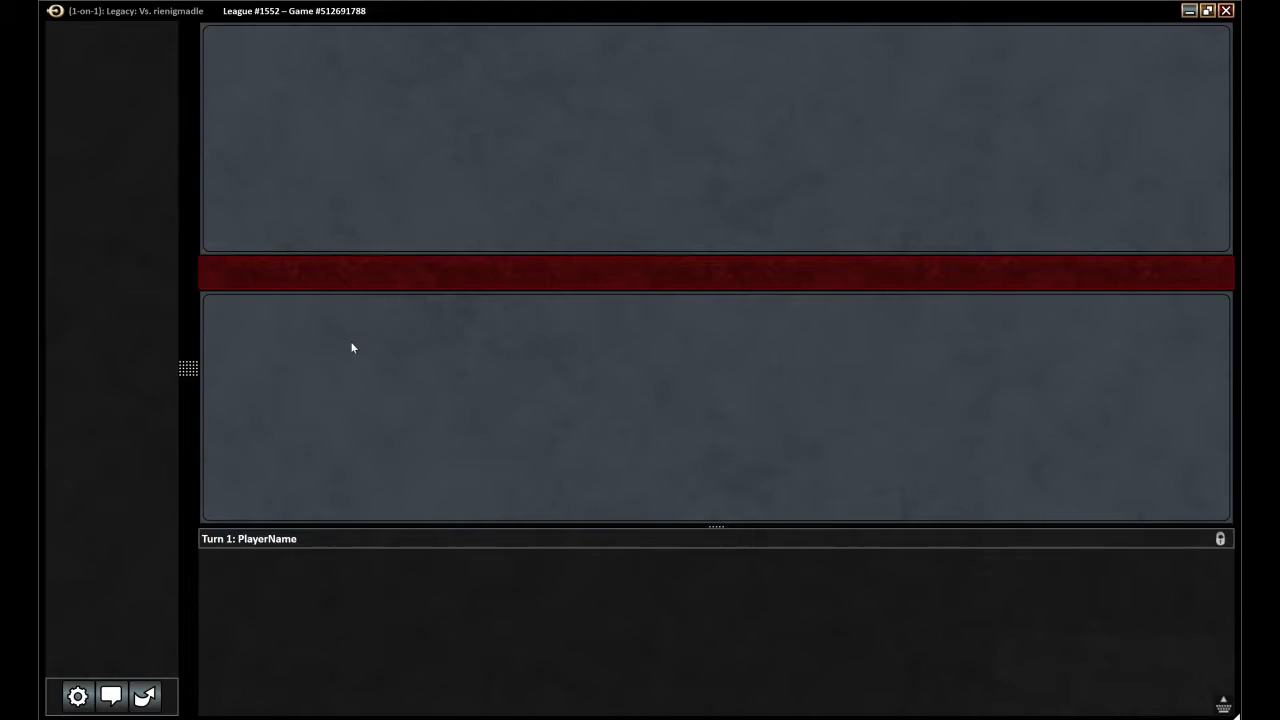 (1-on-1): Legacy: Vs. rienigmadle
League #1552 – Game #512691788
Turn 1: PlayerName